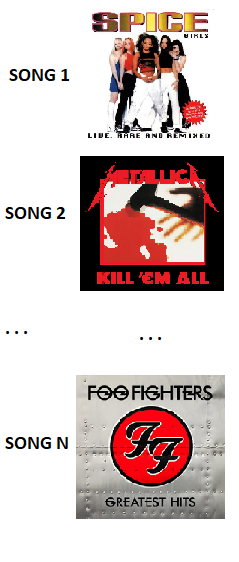 SPICE
GIRLS
SONG 1
LIVE, RARE AND REMIXED
METALLICA
SONG 2
KILL 'EM ALL
. . .
. . .
FOO FIGHTERS
FF
SONG N
GREATEST HITS